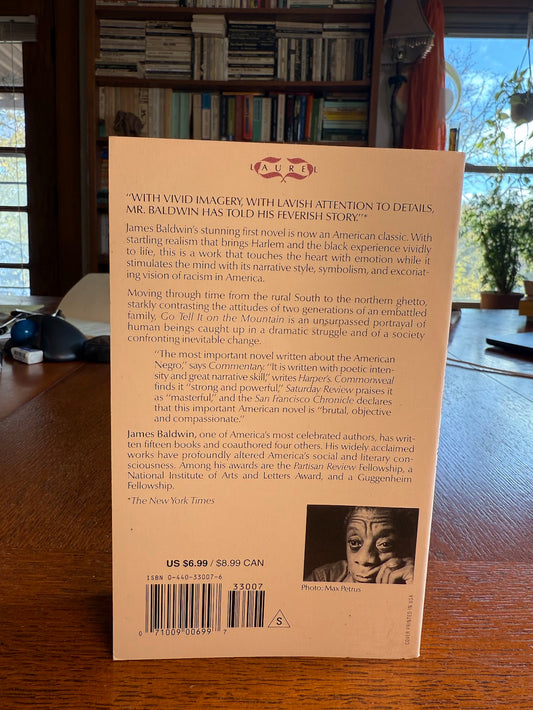 LAUREL
"WITH VIVID IMAGERY, WITH LAVISH ATTENTION TO DETAILS,
MR. BALDWIN HAS TOLD HIS FEVERISH STORY."*
James Baldwin's stunning first novel is now an American classic. With
startling realism that brings Harlem and the black experience vividly
to life, this is a work that touches the heart with emotion while it
stimulates the mind with its narrative style, symbolism, and excoriat-
ing vision of racism in America.
Moving through time from the rural South to the northern ghetto,
starkly contrasting the attitudes of two generations of an embattled
family, Go Tell It on the Mountain is an unsurpassed portrayal of
human beings caught up in a dramatic struggle and of a society
confronting inevitable change.
"The most important novel written about the American
Negro," says Commentary. "It is written with poetic inten-
sity and great narrative skill," writes Harper's. Commonweal
finds it "strong and powerful," Saturday Review praises it
as "masterful," and the San Francisco Chronicle declares
that this important American novel is "brutal, objective
and compassionate."
James Baldwin, one of America's most celebrated authors, has writ-
ten fifteen books and coauthored four others. His widely acclaimed
works have profoundly altered America's social and literary con-
sciousness. Among his awards are the Partisan Review Fellowship, a
National Institute of Arts and Letters Award, and a Guggenheim
Fellowship.
*The New York Times
US $6.99 / $8.99 CAN
ISBN 0-440-33007-6
33007
0 71009 00699 7
S
Photo: Max Petrus
COVER PRINTED IN USA